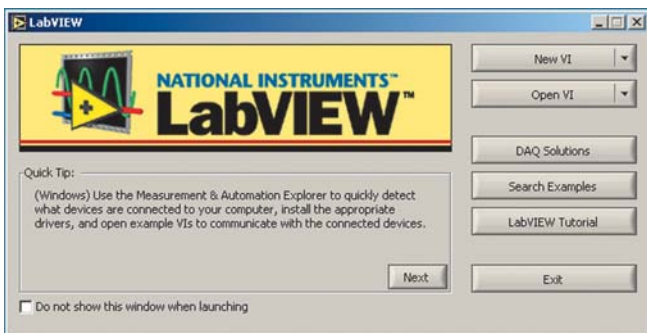 LabVIEW
NATIONAL INSTRUMENTS™
LabVIEW™
New VI
Open VI
DAQ Solutions
Search Examples
LabVIEW Tutorial
Exit
Quick Tip:
(Windows) Use the Measurement & Automation Explorer to quickly detect
what devices are connected to your computer, install the appropriate
drivers, and open example VIs to communicate with the connected devices.
Next
Do not show this window when launching